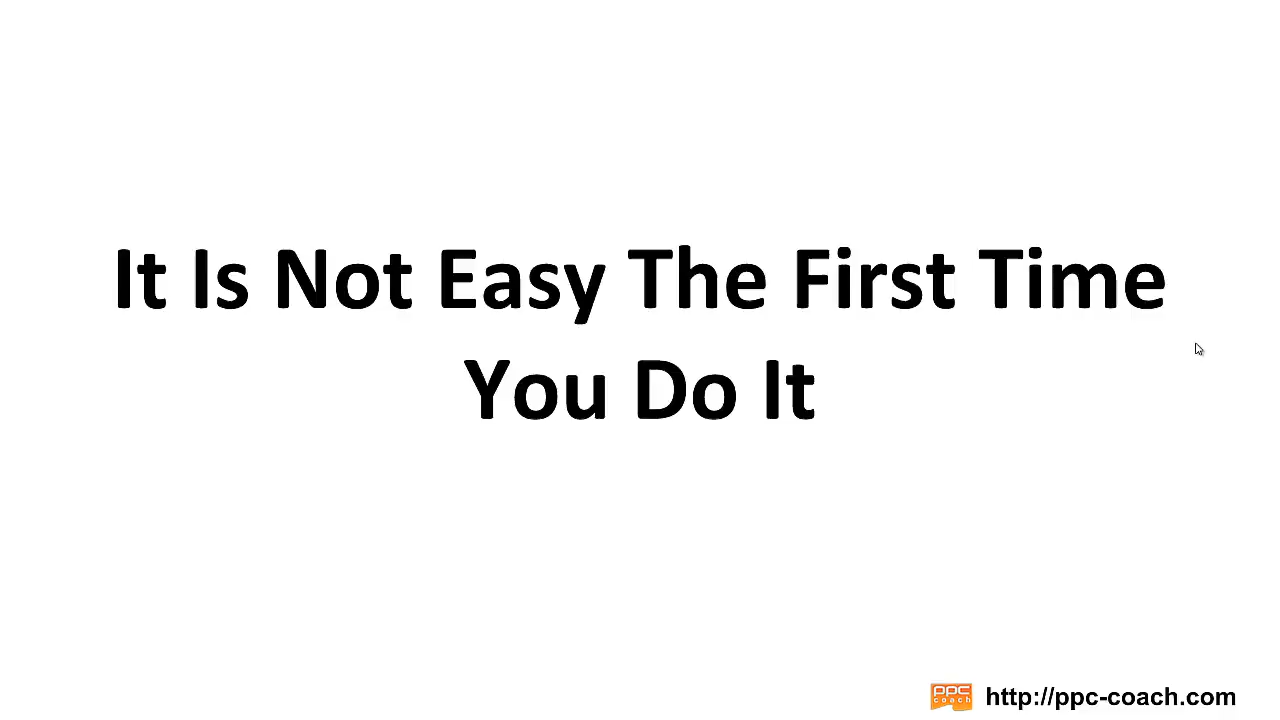 It Is Not Easy The First Time
You Do It
PPC
coach
http://ppc-coach.com